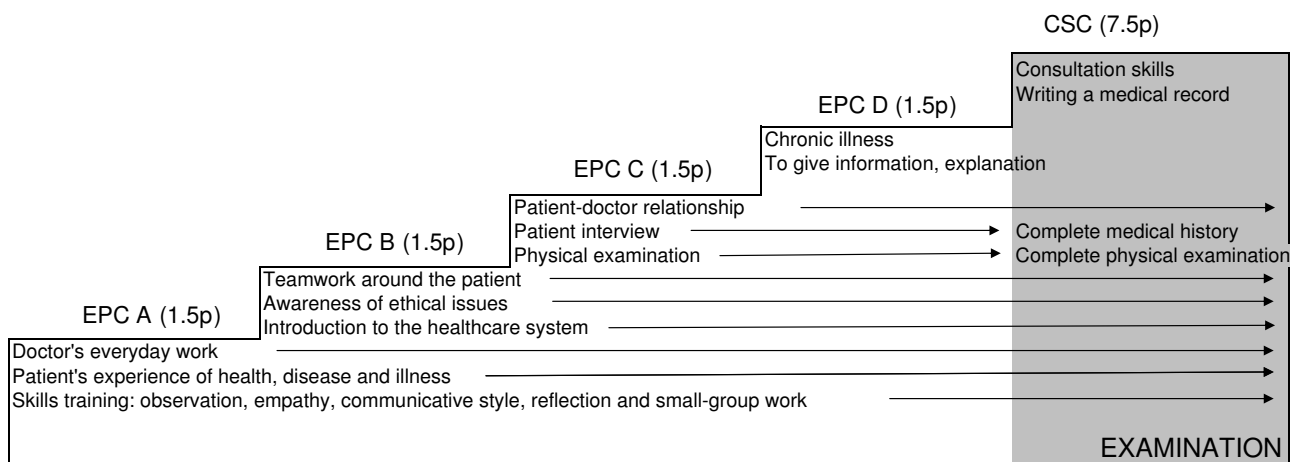 CSC (7.5p)
Consultation skills
Writing a medical record
EPC D (1.5p)
Chronic illness
To give information, explanation
EPC C (1.5p)
Patient-doctor relationship
Patient interview
Complete medical history
Physical examination
Complete physical examination
EPC B (1.5p)
Teamwork around the patient
Awareness of ethical issues
Introduction to the healthcare system
EPC A (1.5p)
Doctor's everyday work
Patient's experience of health, disease and illness
Skills training: observation, empathy, communicative style, reflection and small-group work
EXAMINATION